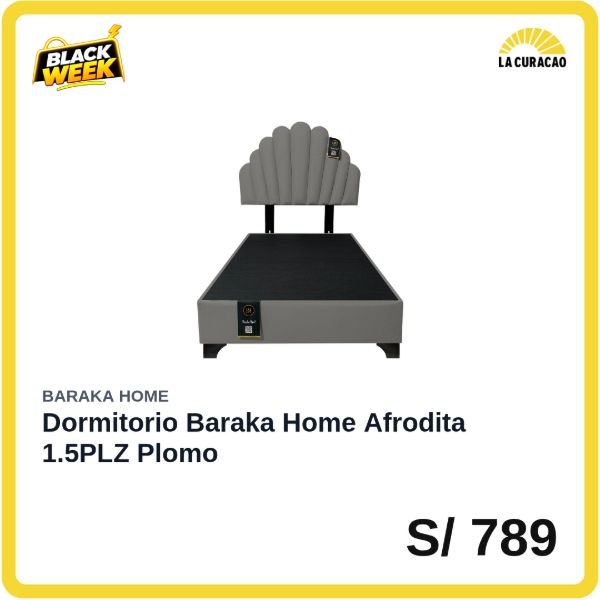 BLACK
WEEK
LA CURACAO
BARAKA HOME
Dormitorio Baraka Home Afrodita
1.5PLZ Plomo
S/ 789